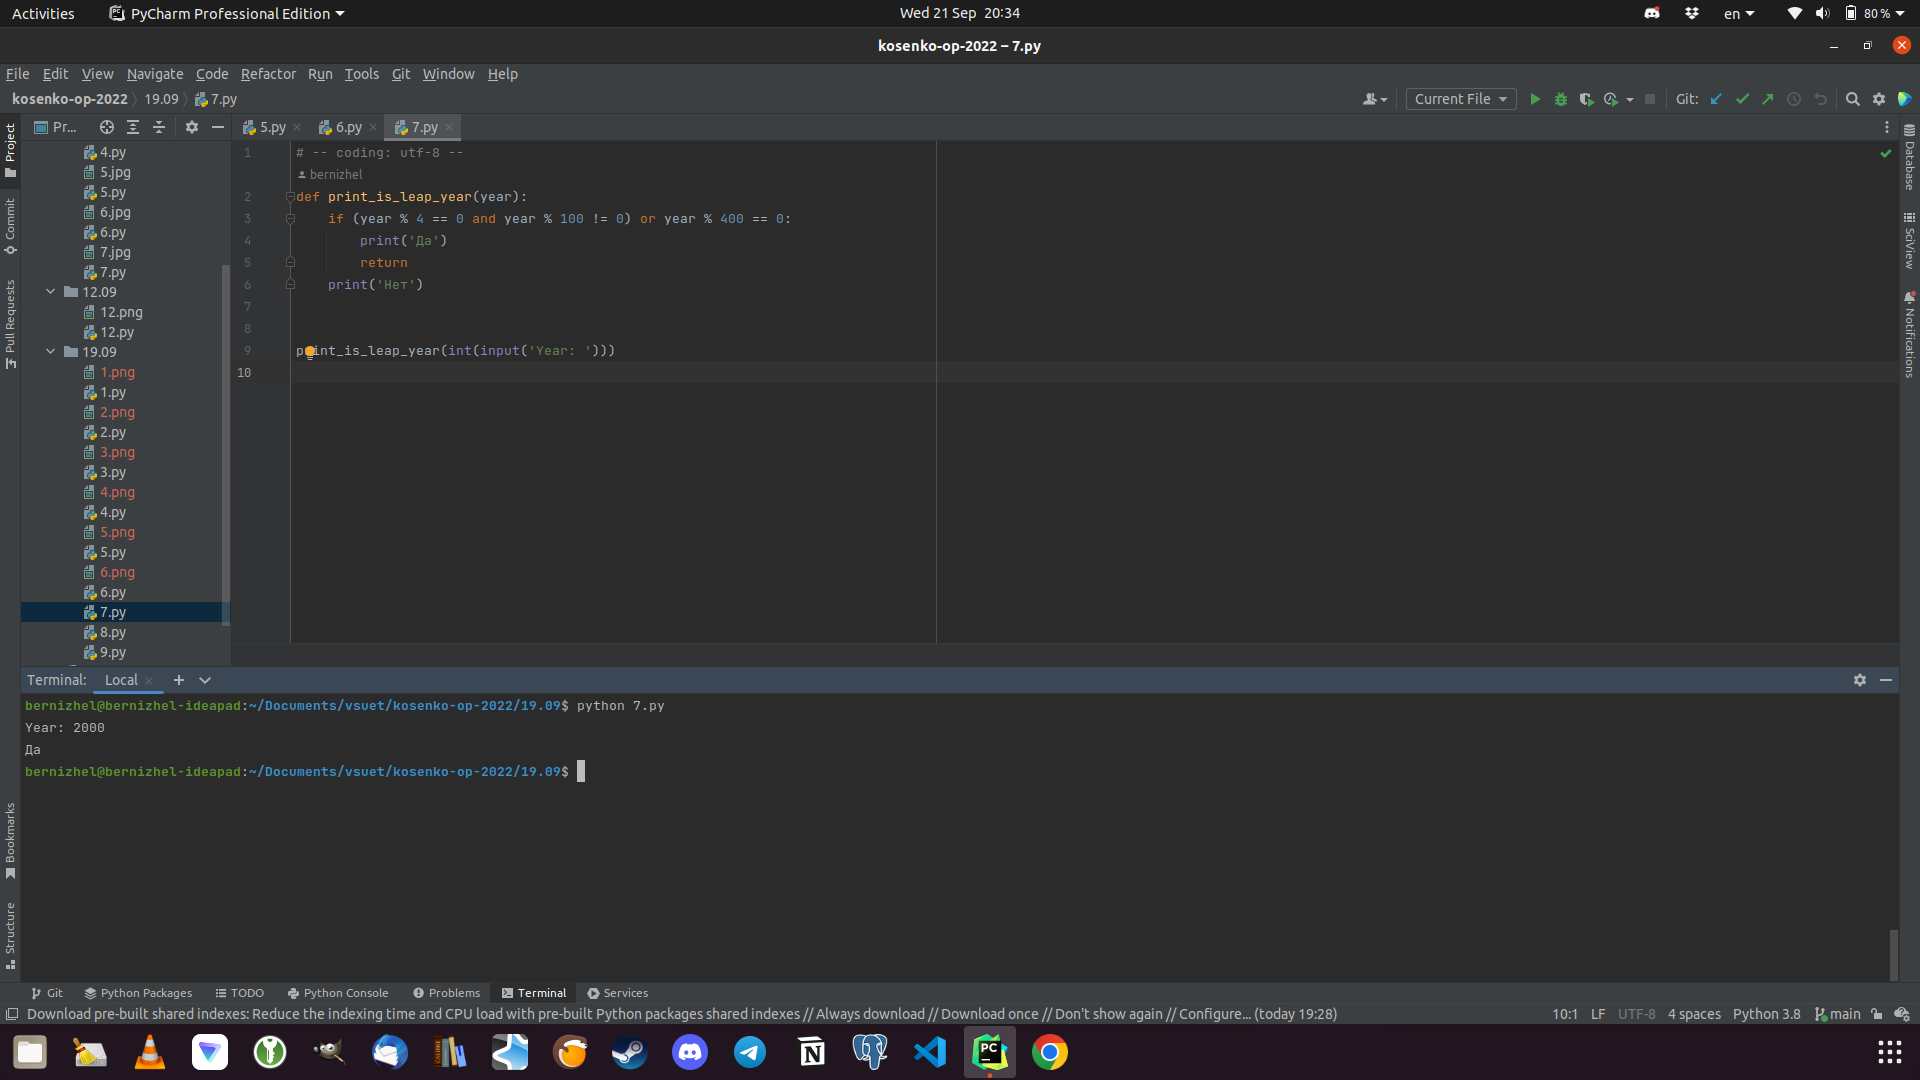 Activities PyCharm Professional Edition Wed 21 Sep 20:34 en 80 %
kosenko-op-2022 – 7.py
File Edit View Navigate Code Refactor Run Tools Git Window Help
kosenko-op-2022 19.09 7.py Current File Git:
Project
Commit
Pull Requests
Bookmarks
Structure
Pr...
4.py
5.jpg
5.py
6.jpg
6.py
7.jpg
7.py
12.09
12.png
12.py
19.09
1.png
1.py
2.png
2.py
3.png
3.py
4.png
4.py
5.png
5.py
6.png
6.py
7.py
8.py
9.py
5.py 6.py 7.py
1 # -- coding: utf-8 --
bernizhel
2 def print_is_leap_year(year):
3 if (year % 4 == 0 and year % 100 != 0) or year % 400 == 0:
4 print('Да')
5 return
6 print('Нет')
7
8
9 print_is_leap_year(int(input('Year: ')))
10
Database
SciView
Notifications
Terminal: Local
bernizhel@bernizhel-ideapad:~/Documents/vsuet/kosenko-op-2022/19.09$ python 7.py
Year: 2000
Да
bernizhel@bernizhel-ideapad:~/Documents/vsuet/kosenko-op-2022/19.09$
Git Python Packages TODO Python Console Problems Terminal Services
Download pre-built shared indexes: Reduce the indexing time and CPU load with pre-built Python packages shared indexes // Always download // Download once // Don't show again // Configure... (today 19:28) 10:1 LF UTF-8 4 spaces Python 3.8 main